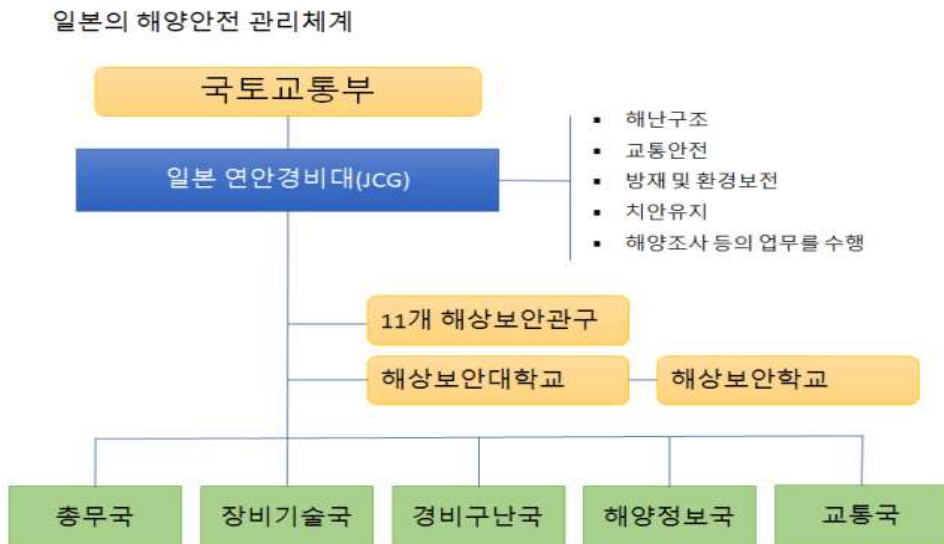 일본의 해양안전 관리체계
국토교통부
일본 연안경비대(JCG)
▪ 해난구조
▪ 교통안전
▪ 방재 및 환경보전
▪ 치안유지
▪ 해양조사 등의 업무를 수행
11개 해상보안관구
해상보안대학교
해상보안학교
총무국
장비기술국
경비구난국
해양정보국
교통국